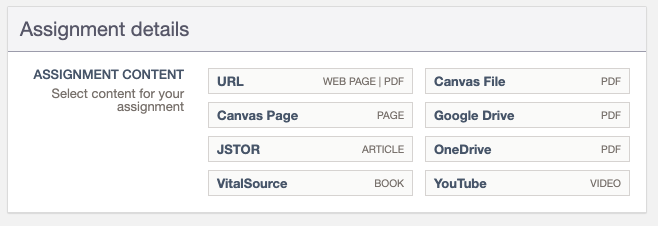 Assignment details
ASSIGNMENT CONTENT
Select content for your
assignment
URL WEB PAGE | PDF
Canvas File PDF
Canvas Page PAGE
Google Drive PDF
JSTOR ARTICLE
OneDrive PDF
VitalSource BOOK
YouTube VIDEO